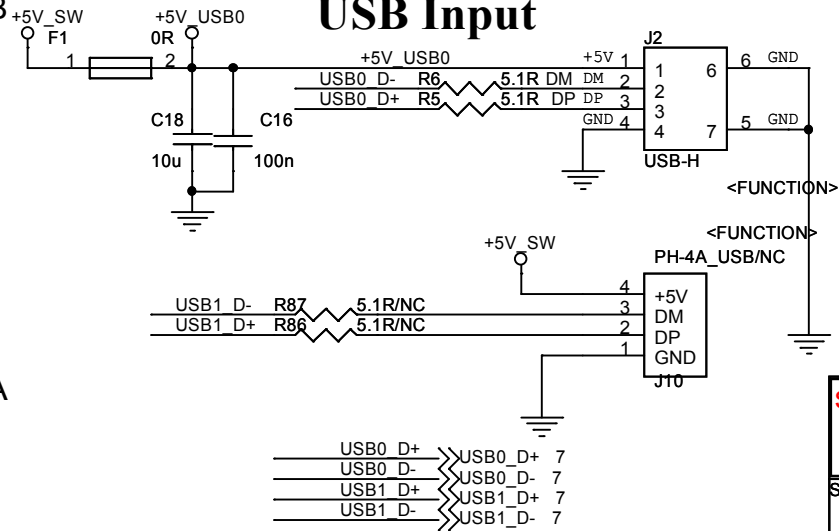 B
USB Input
+5V_SW
+5V_USB0
F1
0R
1
2
+5V_USB0
+5V 1
J2
1
6
6 GND
USB0_D- R6 5.1R DM DM 2
2
USB0_D+ R5 5.1R DP DP 3
3
GND 4
4
7
5 GND
C18
C16
10u
100n
USB-H
<FUNCTION>
<FUNCTION>
+5V_SW
PH-4A_USB/NC
4 +5V
USB1_D- R87 5.1R/NC 3 DM
USB1_D+ R86 5.1R/NC 2 DP
1 GND
J10
A
S
USB0_D+ USB0_D+ 7
USB0_D- USB0_D- 7
USB1_D+ USB1_D+ 7
USB1_D- USB1_D- 7
S